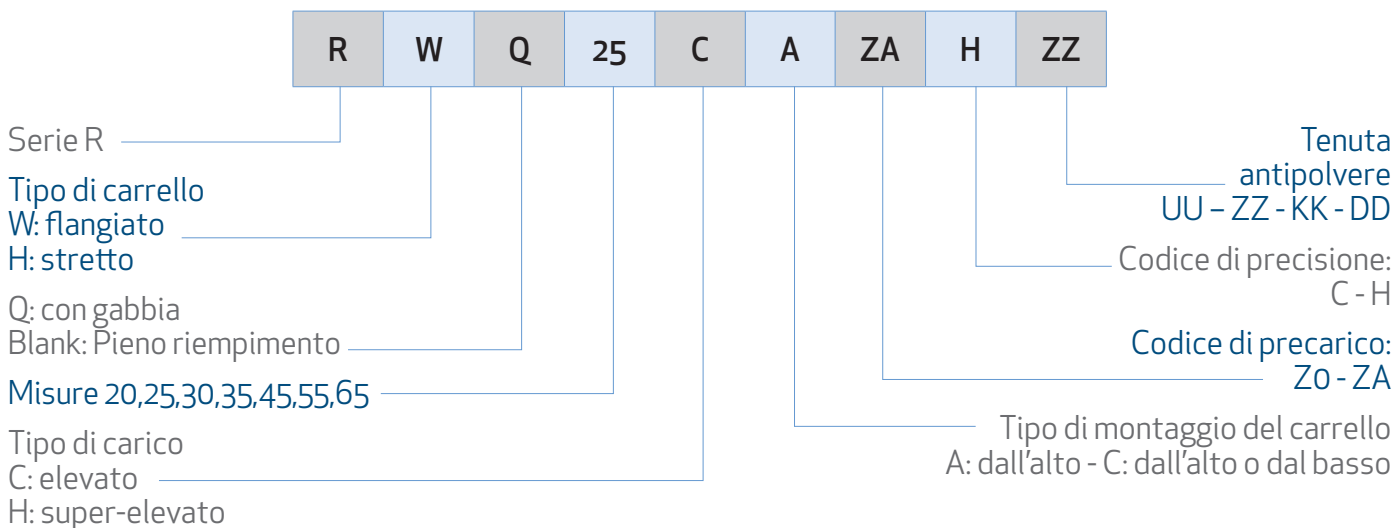 R W Q 25 C A ZA H ZZ
Serie R
Tipo di carrello
W: flangiato
H: stretto
Q: con gabbia
Blank: Pieno riempimento
Misure 20,25,30,35,45,55,65
Tipo di carico
C: elevato
H: super-elevato
Tenuta
antipolvere
UU – ZZ - KK - DD
Codice di precisione:
C - H
Codice di precarico:
Z0 - ZA
Tipo di montaggio del carrello
A: dall'alto - C: dall'alto o dal basso